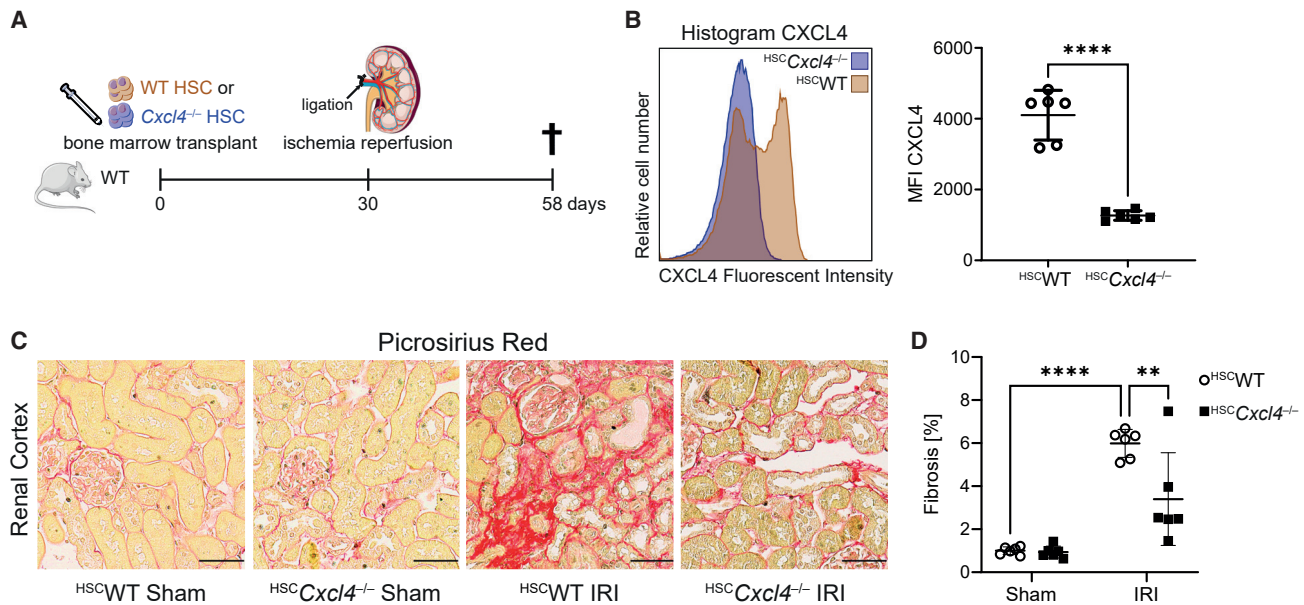 A
WT HSC or
Cxcl4⁻/⁻ HSC
bone marrow transplant
ligation
ischemia reperfusion
†
WT
0
30
58 days
B
Histogram CXCL4
HSCCxcl4⁻/⁻
HSCWT
Relative cell number
CXCL4 Fluorescent Intensity
MFI CXCL4
6000
4000
2000
0
****
HSCWT
HSCCxcl4⁻/⁻
C
Picrosirius Red
Renal Cortex
HSCWT Sham
HSCCxcl4⁻/⁻ Sham
HSCWT IRI
HSCCxcl4⁻/⁻ IRI
D
Fibrosis [%]
10
8
6
4
2
0
****
**
HSCWT
HSCCxcl4⁻/⁻
Sham
IRI